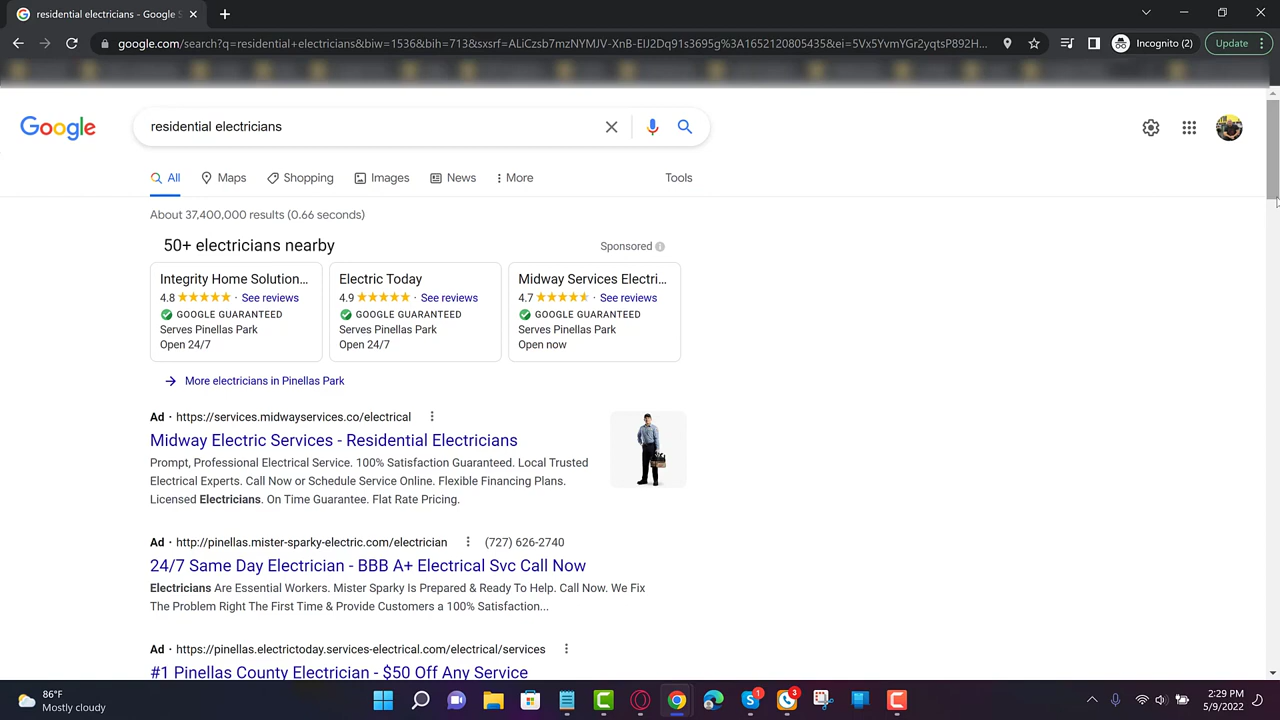 residential electricians - Google S
google.com/search?q=residential+electricians&biw=1536&bih=713&sxsrf=ALiCzsb7mzNYMJV-XnB-EIJ2Dq91s3695g%3A1652120805435&ei=5Vx5YvmYGr2yqtsP892H...
Incognito (2)
Update
Google
residential electricians
All
Maps
Shopping
Images
News
More
Tools
About 37,400,000 results (0.66 seconds)
50+ electricians nearby
Sponsored
Integrity Home Solution...
4.8 · See reviews
GOOGLE GUARANTEED
Serves Pinellas Park
Open 24/7
Electric Today
4.9 · See reviews
GOOGLE GUARANTEED
Serves Pinellas Park
Open 24/7
Midway Services Electri...
4.7 · See reviews
GOOGLE GUARANTEED
Serves Pinellas Park
Open now
More electricians in Pinellas Park
Ad · https://services.midwayservices.co/electrical
Midway Electric Services - Residential Electricians
Prompt, Professional Electrical Service. 100% Satisfaction Guaranteed. Local Trusted
Electrical Experts. Call Now or Schedule Service Online. Flexible Financing Plans.
Licensed Electricians. On Time Guarantee. Flat Rate Pricing.
Ad · http://pinellas.mister-sparky-electric.com/electrician (727) 626-2740
24/7 Same Day Electrician - BBB A+ Electrical Svc Call Now
Electricians Are Essential Workers. Mister Sparky Is Prepared & Ready To Help. Call Now. We Fix
The Problem Right The First Time & Provide Customers a 100% Satisfaction...
Ad · https://pinellas.electrictoday.services-electrical.com/electrical/services
#1 Pinellas County Electrician - $50 Off Any Service
86°F
Mostly cloudy
1
3
2:29 PM
5/9/2022